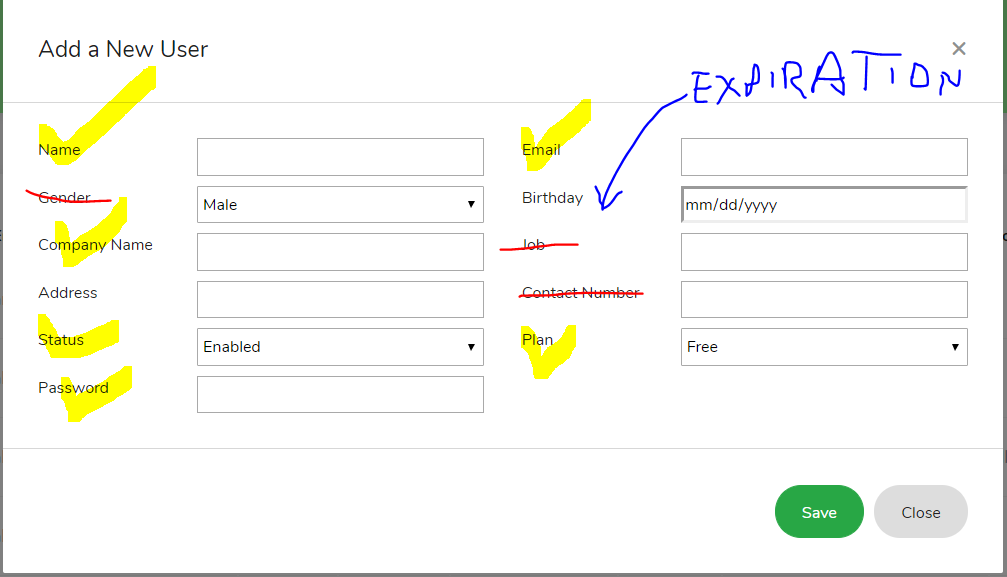 Add a New User ×
EXPIRATION
Name Email
Gender Male Birthday mm/dd/yyyy
Company Name Job
Address Contact Number
Status Enabled Plan Free
Password
Save Close